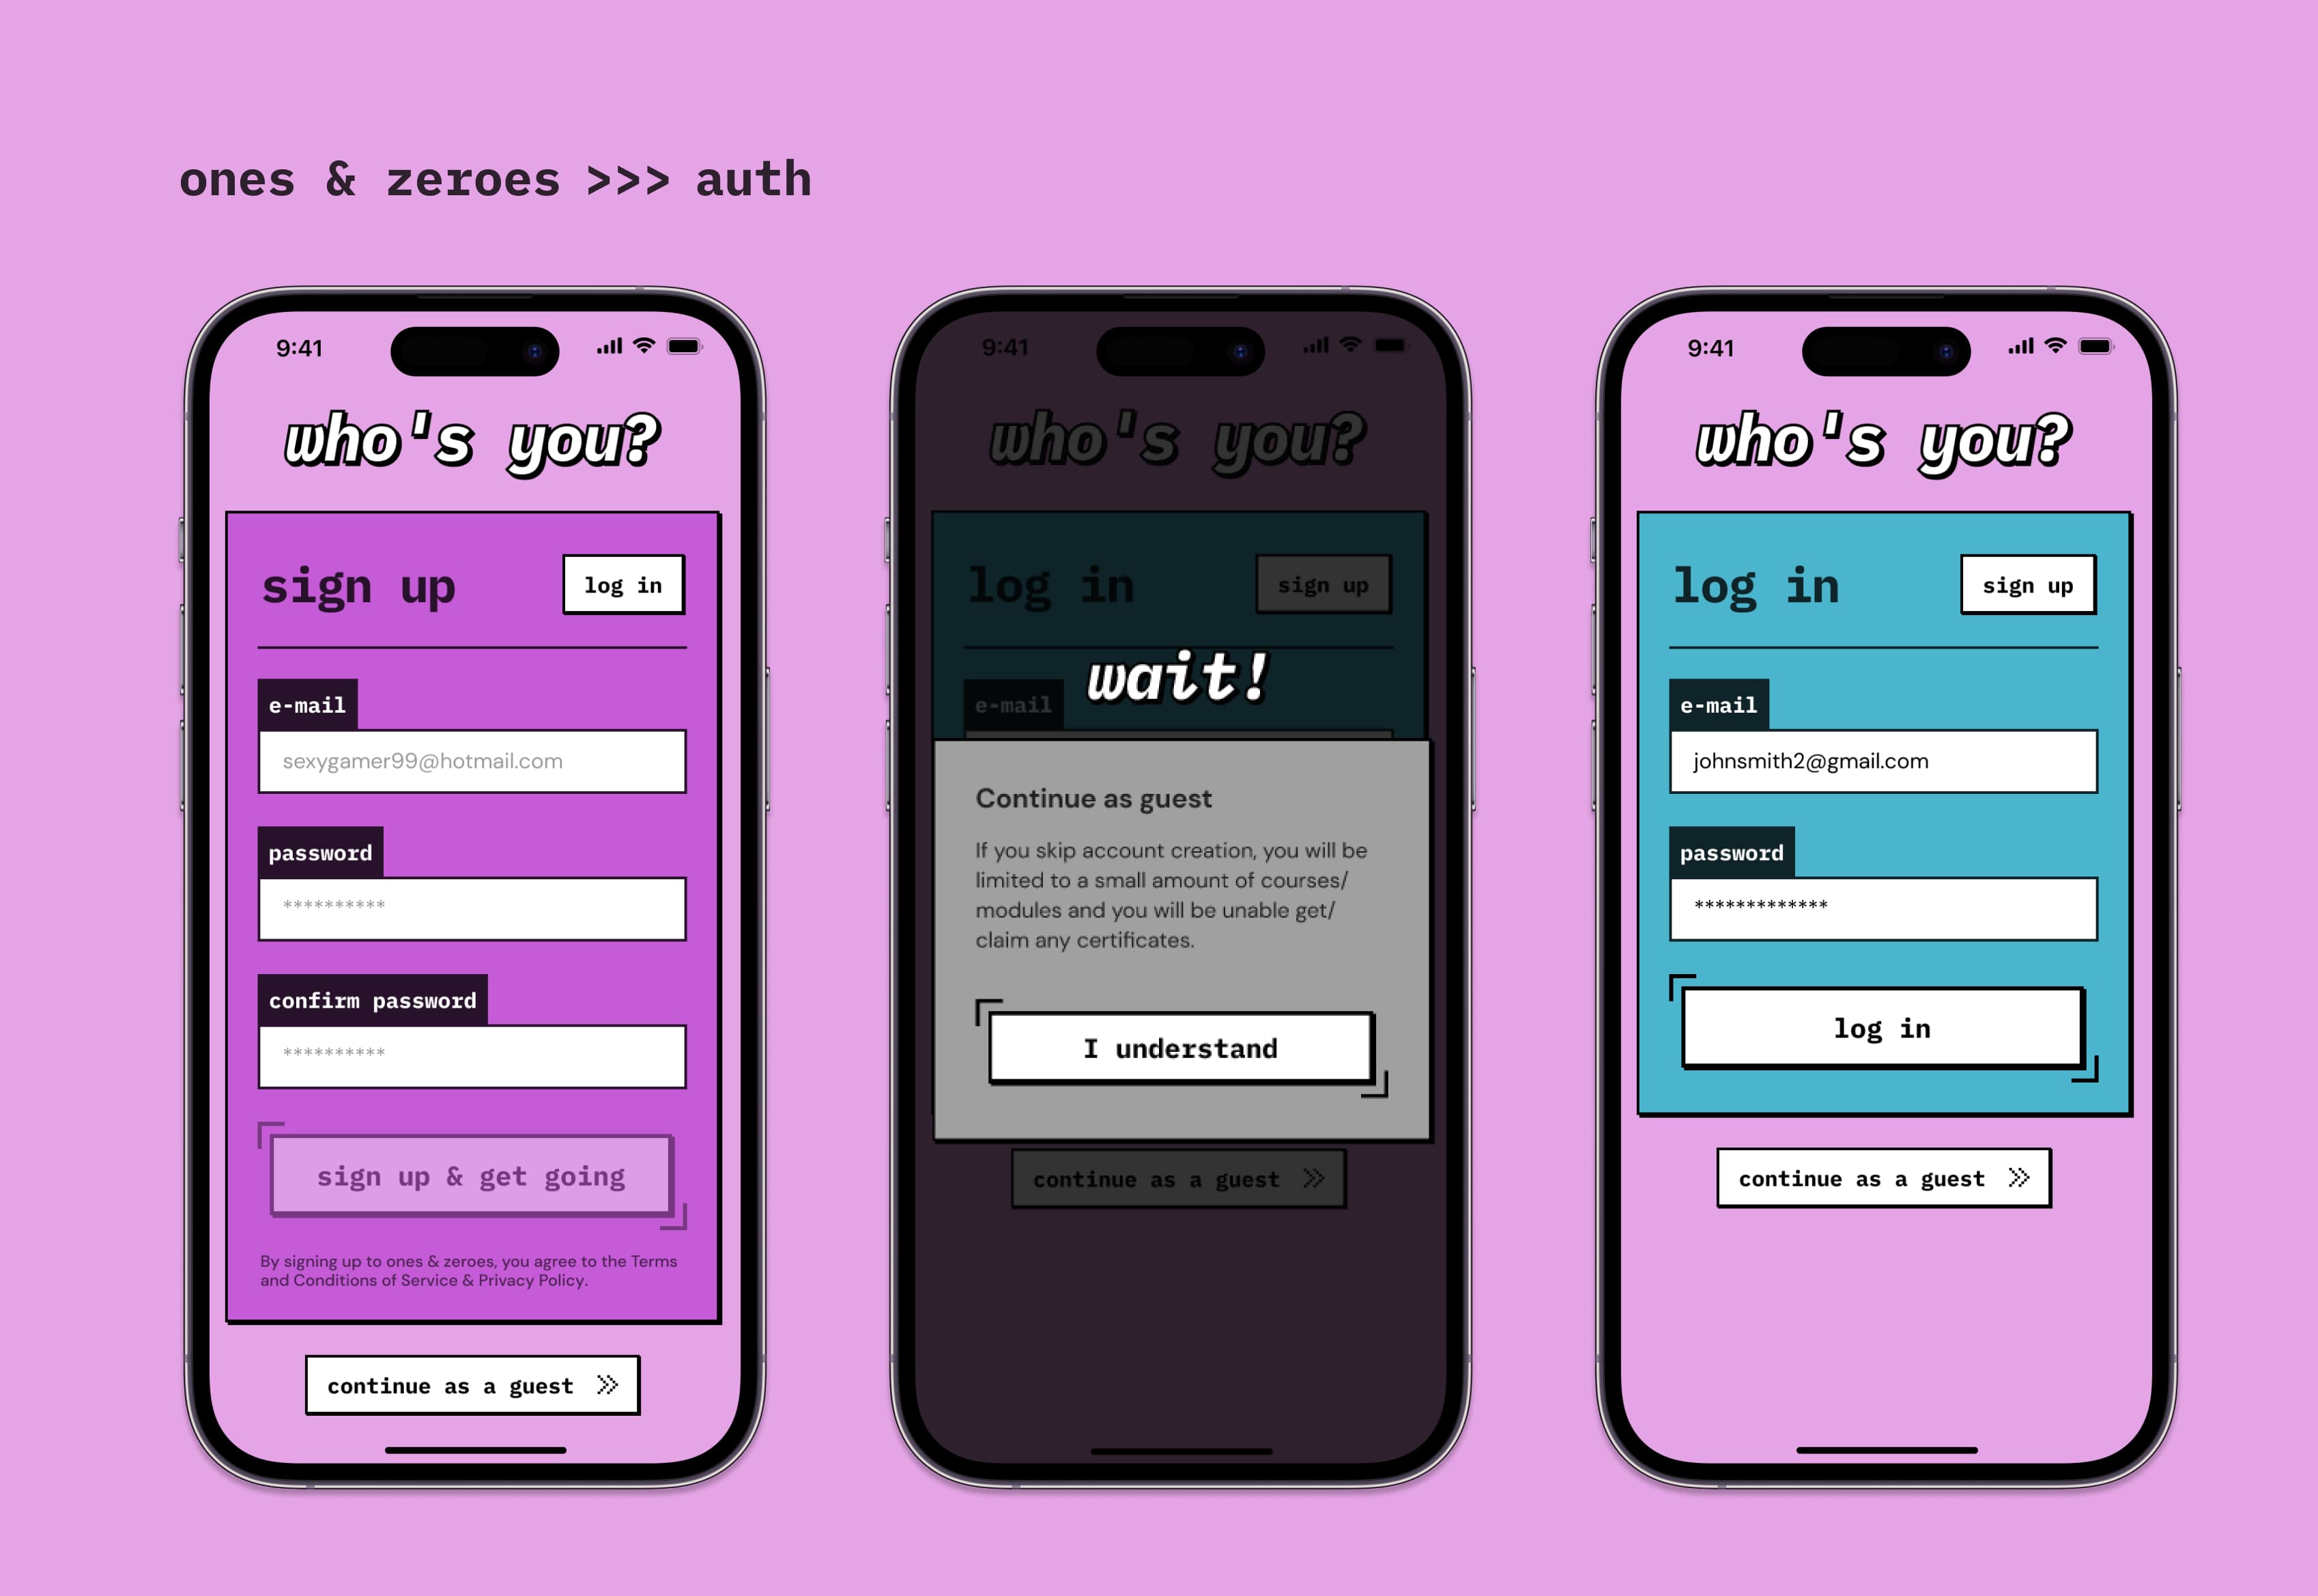 ones & zeroes >>> auth
9:41
who's you?
sign up
log in
e-mail
sexygamer99@hotmail.com
password
**********
confirm password
**********
sign up & get going
By signing up to ones & zeroes, you agree to the Terms
and Conditions of Service & Privacy Policy.
continue as a guest
9:41
who's you?
log in
sign up
wait!
e-mail
Continue as guest
If you skip account creation, you will be
limited to a small amount of courses/
modules and you will be unable get/
claim any certificates.
I understand
continue as a guest
9:41
who's you?
log in
sign up
e-mail
johnsmith2@gmail.com
password
*************
log in
continue as a guest